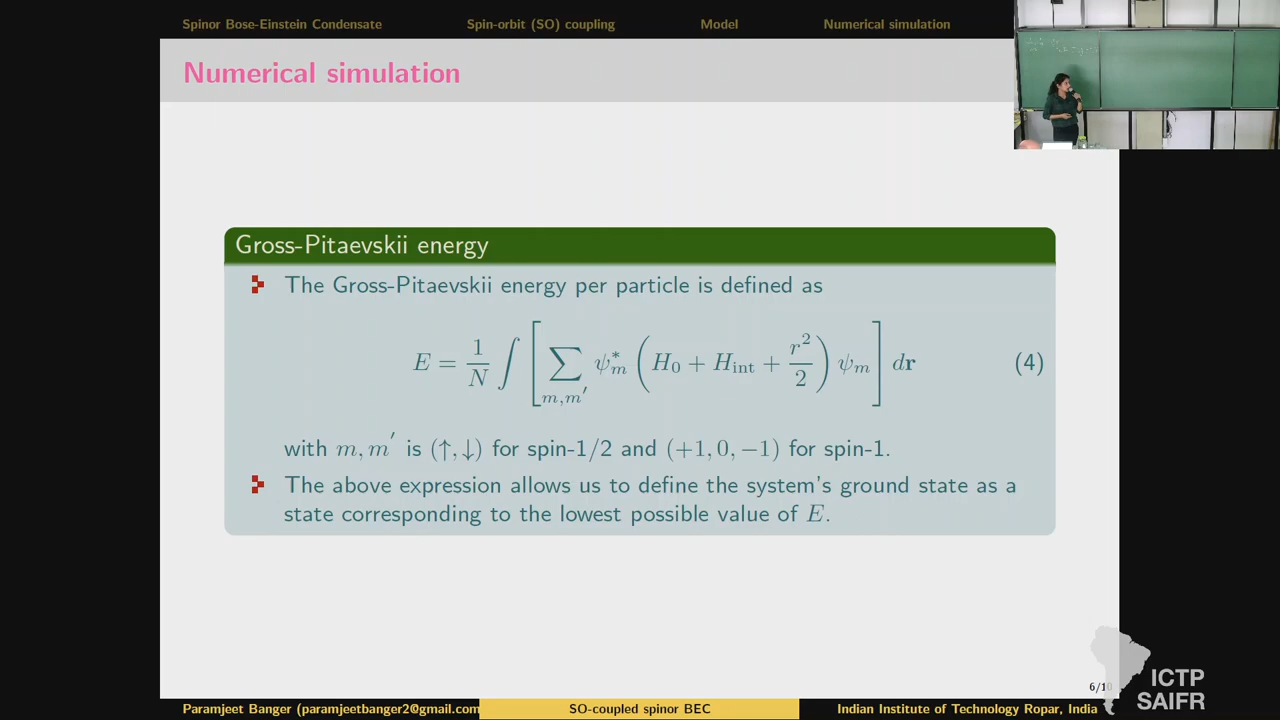 Spinor Bose-Einstein Condensate Spin-orbit (SO) coupling Model Numerical simulation
Numerical simulation
Gross-Pitaevskii energy
The Gross-Pitaevskii energy per particle is defined as
E = 1/N ∫ [ ∑_{m,m′} ψ*_m ( H_0 + H_int + r²/2 ) ψ_m ] dr (4)
with m, m′ is (↑, ↓) for spin-1/2 and (+1, 0, −1) for spin-1.
The above expression allows us to define the system's ground state as a
state corresponding to the lowest possible value of E.
6/10
ICTP
SAIFR
Paramjeet Banger (paramjeetbanger2@gmail.com SO-coupled spinor BEC Indian Institute of Technology Ropar, India